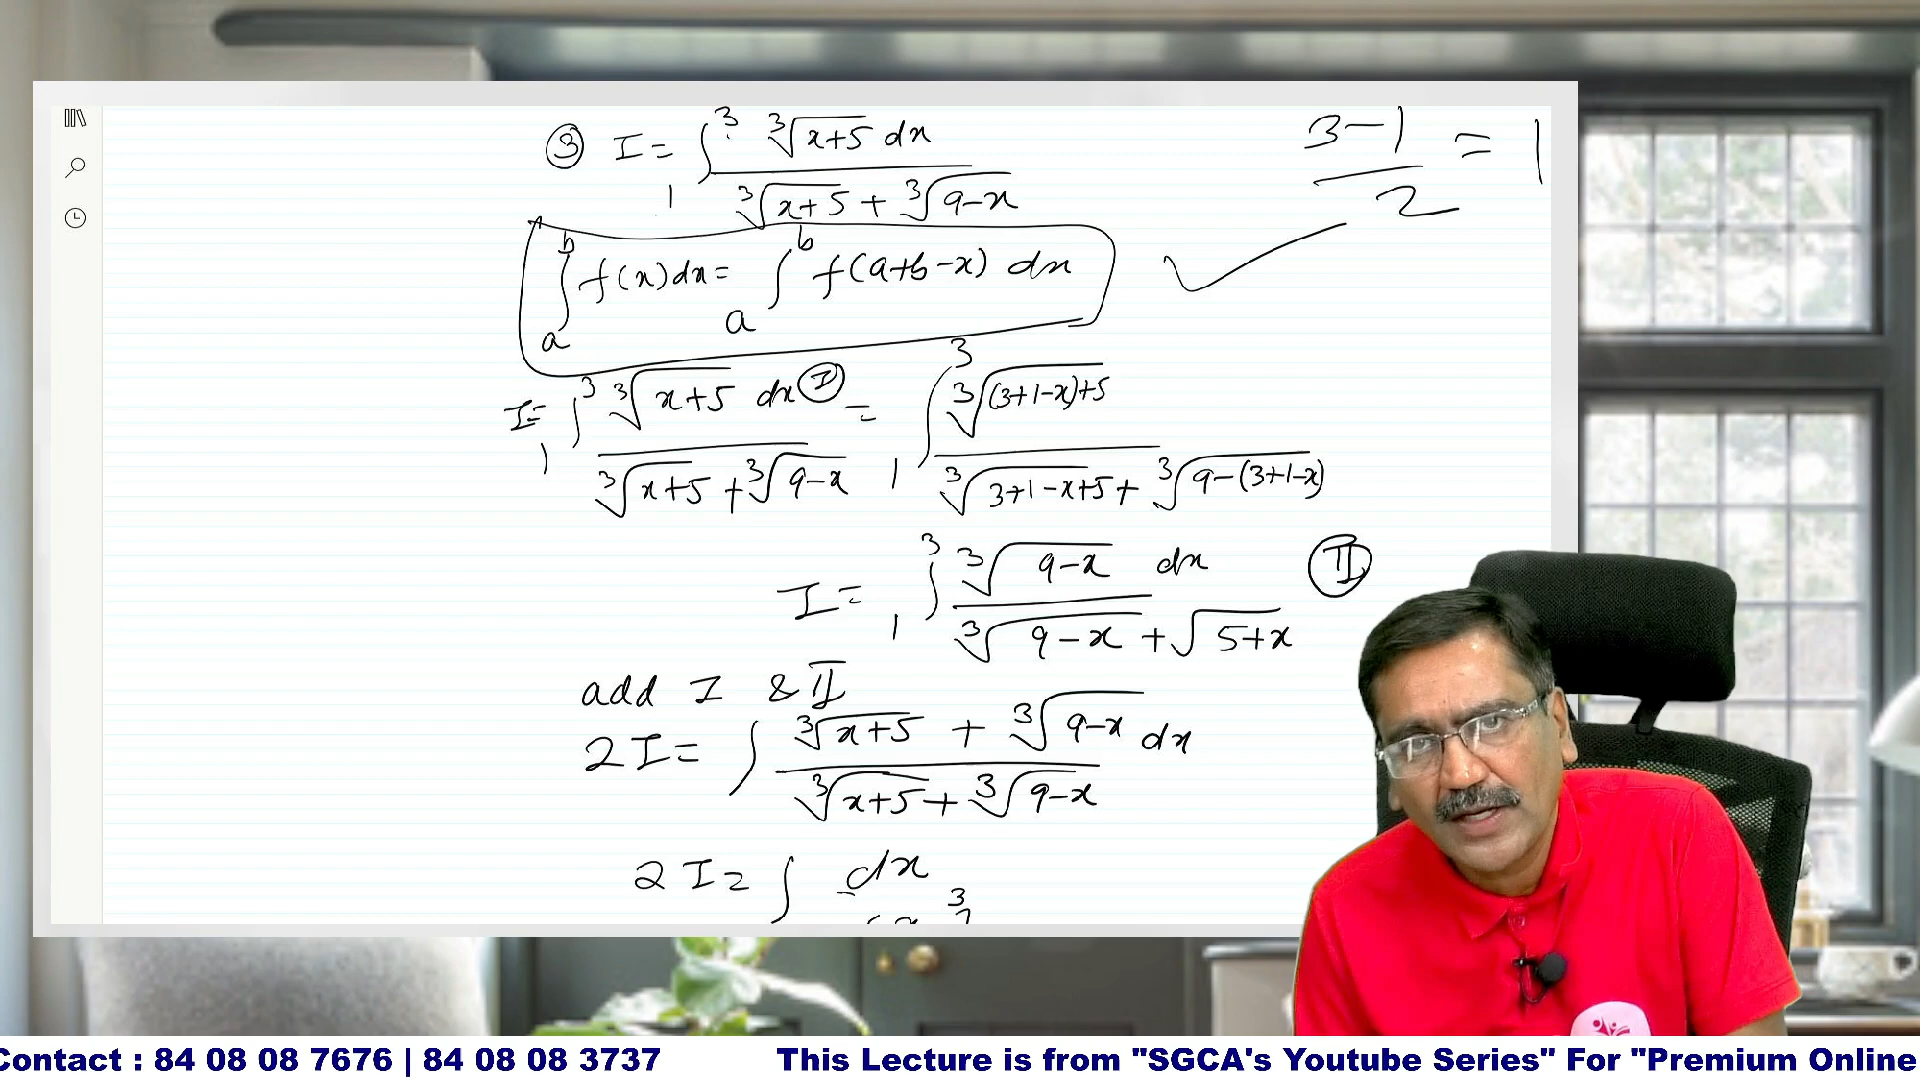 ③ I = ∫₁³ ∛(x+5) dx / (∛(x+5) + ∛(9-x))
(3-1)/2 = 1
∫ₐᵇ f(x)dx = ∫ₐᵇ f(a+b-x) dx ✓
I = ∫₁³ ∛(x+5) dx / (∛(x+5) + ∛(9-x)) Ⓘ = ∫₁³ ∛((3+1-x)+5) / (∛(3+1-x+5) + ∛(9-(3+1-x)))
I = ∫₁³ ∛(9-x) dx / (∛(9-x) + √(5+x)) Ⅱ
add I & II
2I = ∫ (∛(x+5) + ∛(9-x)) dx / (∛(x+5) + ∛(9-x))
2I = ∫ dx
3
Contact : 84 08 08 7676 | 84 08 08 3737 This Lecture is from "SGCA's Youtube Series" For "Premium Online